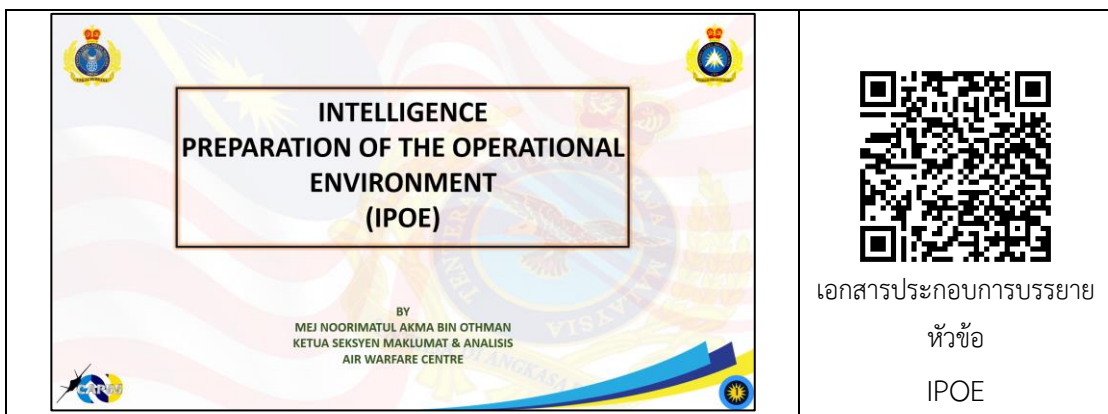 INTELLIGENCE
PREPARATION OF THE OPERATIONAL
ENVIRONMENT
(IPOE)
BY
MEJ NOORIMATUL AKMA BIN OTHMAN
KETUA SEKSYEN MAKLUMAT & ANALISIS
AIR WARFARE CENTRE
เอกสารประกอบการบรรยาย
หัวข้อ
IPOE